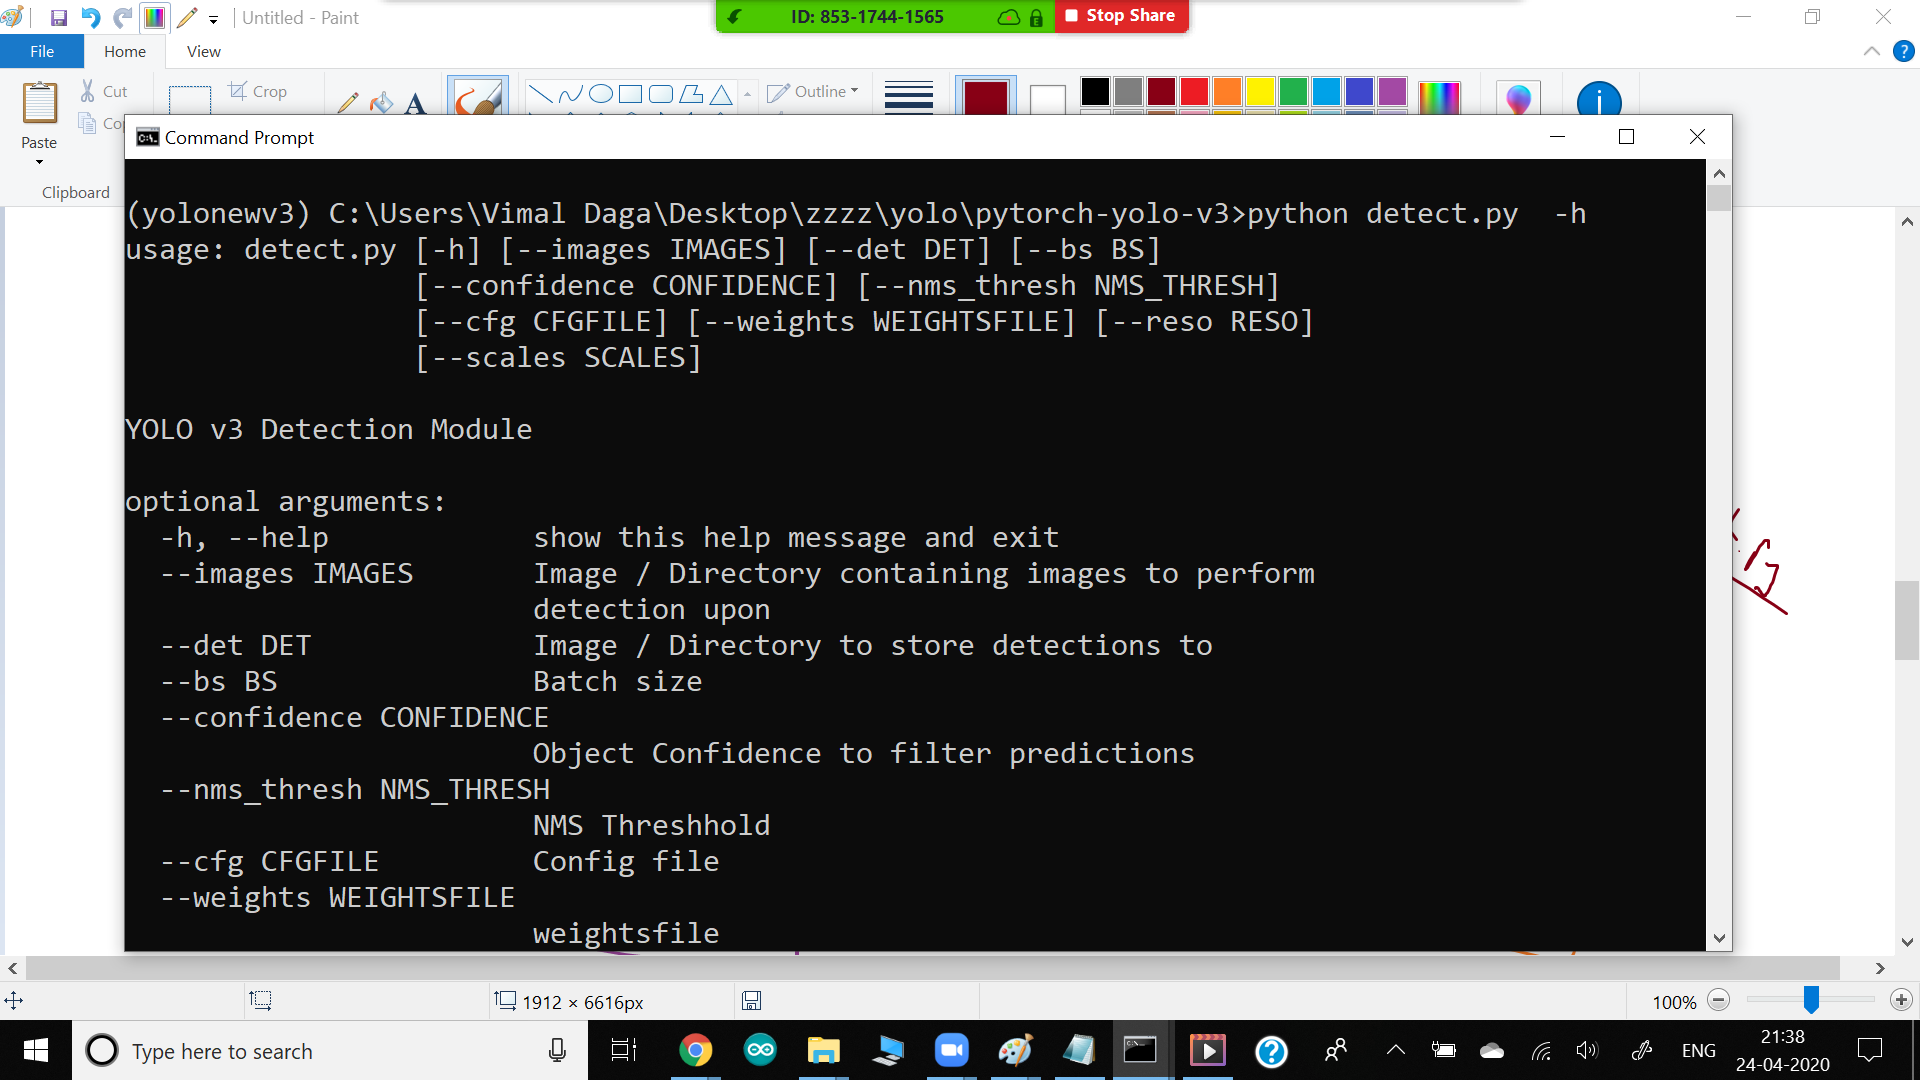 Untitled - Paint
ID: 853-1744-1565
Stop Share
File
Home
View
Cut
Crop
Outline
Paste
Clipboard
Command Prompt
(yolonewv3) C:\Users\Vimal Daga\Desktop\zzzz\yolo\pytorch-yolo-v3>python detect.py  -h
usage: detect.py [-h] [--images IMAGES] [--det DET] [--bs BS]
[--confidence CONFIDENCE] [--nms_thresh NMS_THRESH]
[--cfg CFGFILE] [--weights WEIGHTSFILE] [--reso RESO]
[--scales SCALES]
YOLO v3 Detection Module
optional arguments:
-h, --help show this help message and exit
--images IMAGES Image / Directory containing images to perform
detection upon
--det DET Image / Directory to store detections to
--bs BS Batch size
--confidence CONFIDENCE
Object Confidence to filter predictions
--nms_thresh NMS_THRESH
NMS Threshhold
--cfg CFGFILE Config file
--weights WEIGHTSFILE
weightsfile
1912 × 6616px
100%
Type here to search
ENG
21:38
24-04-2020